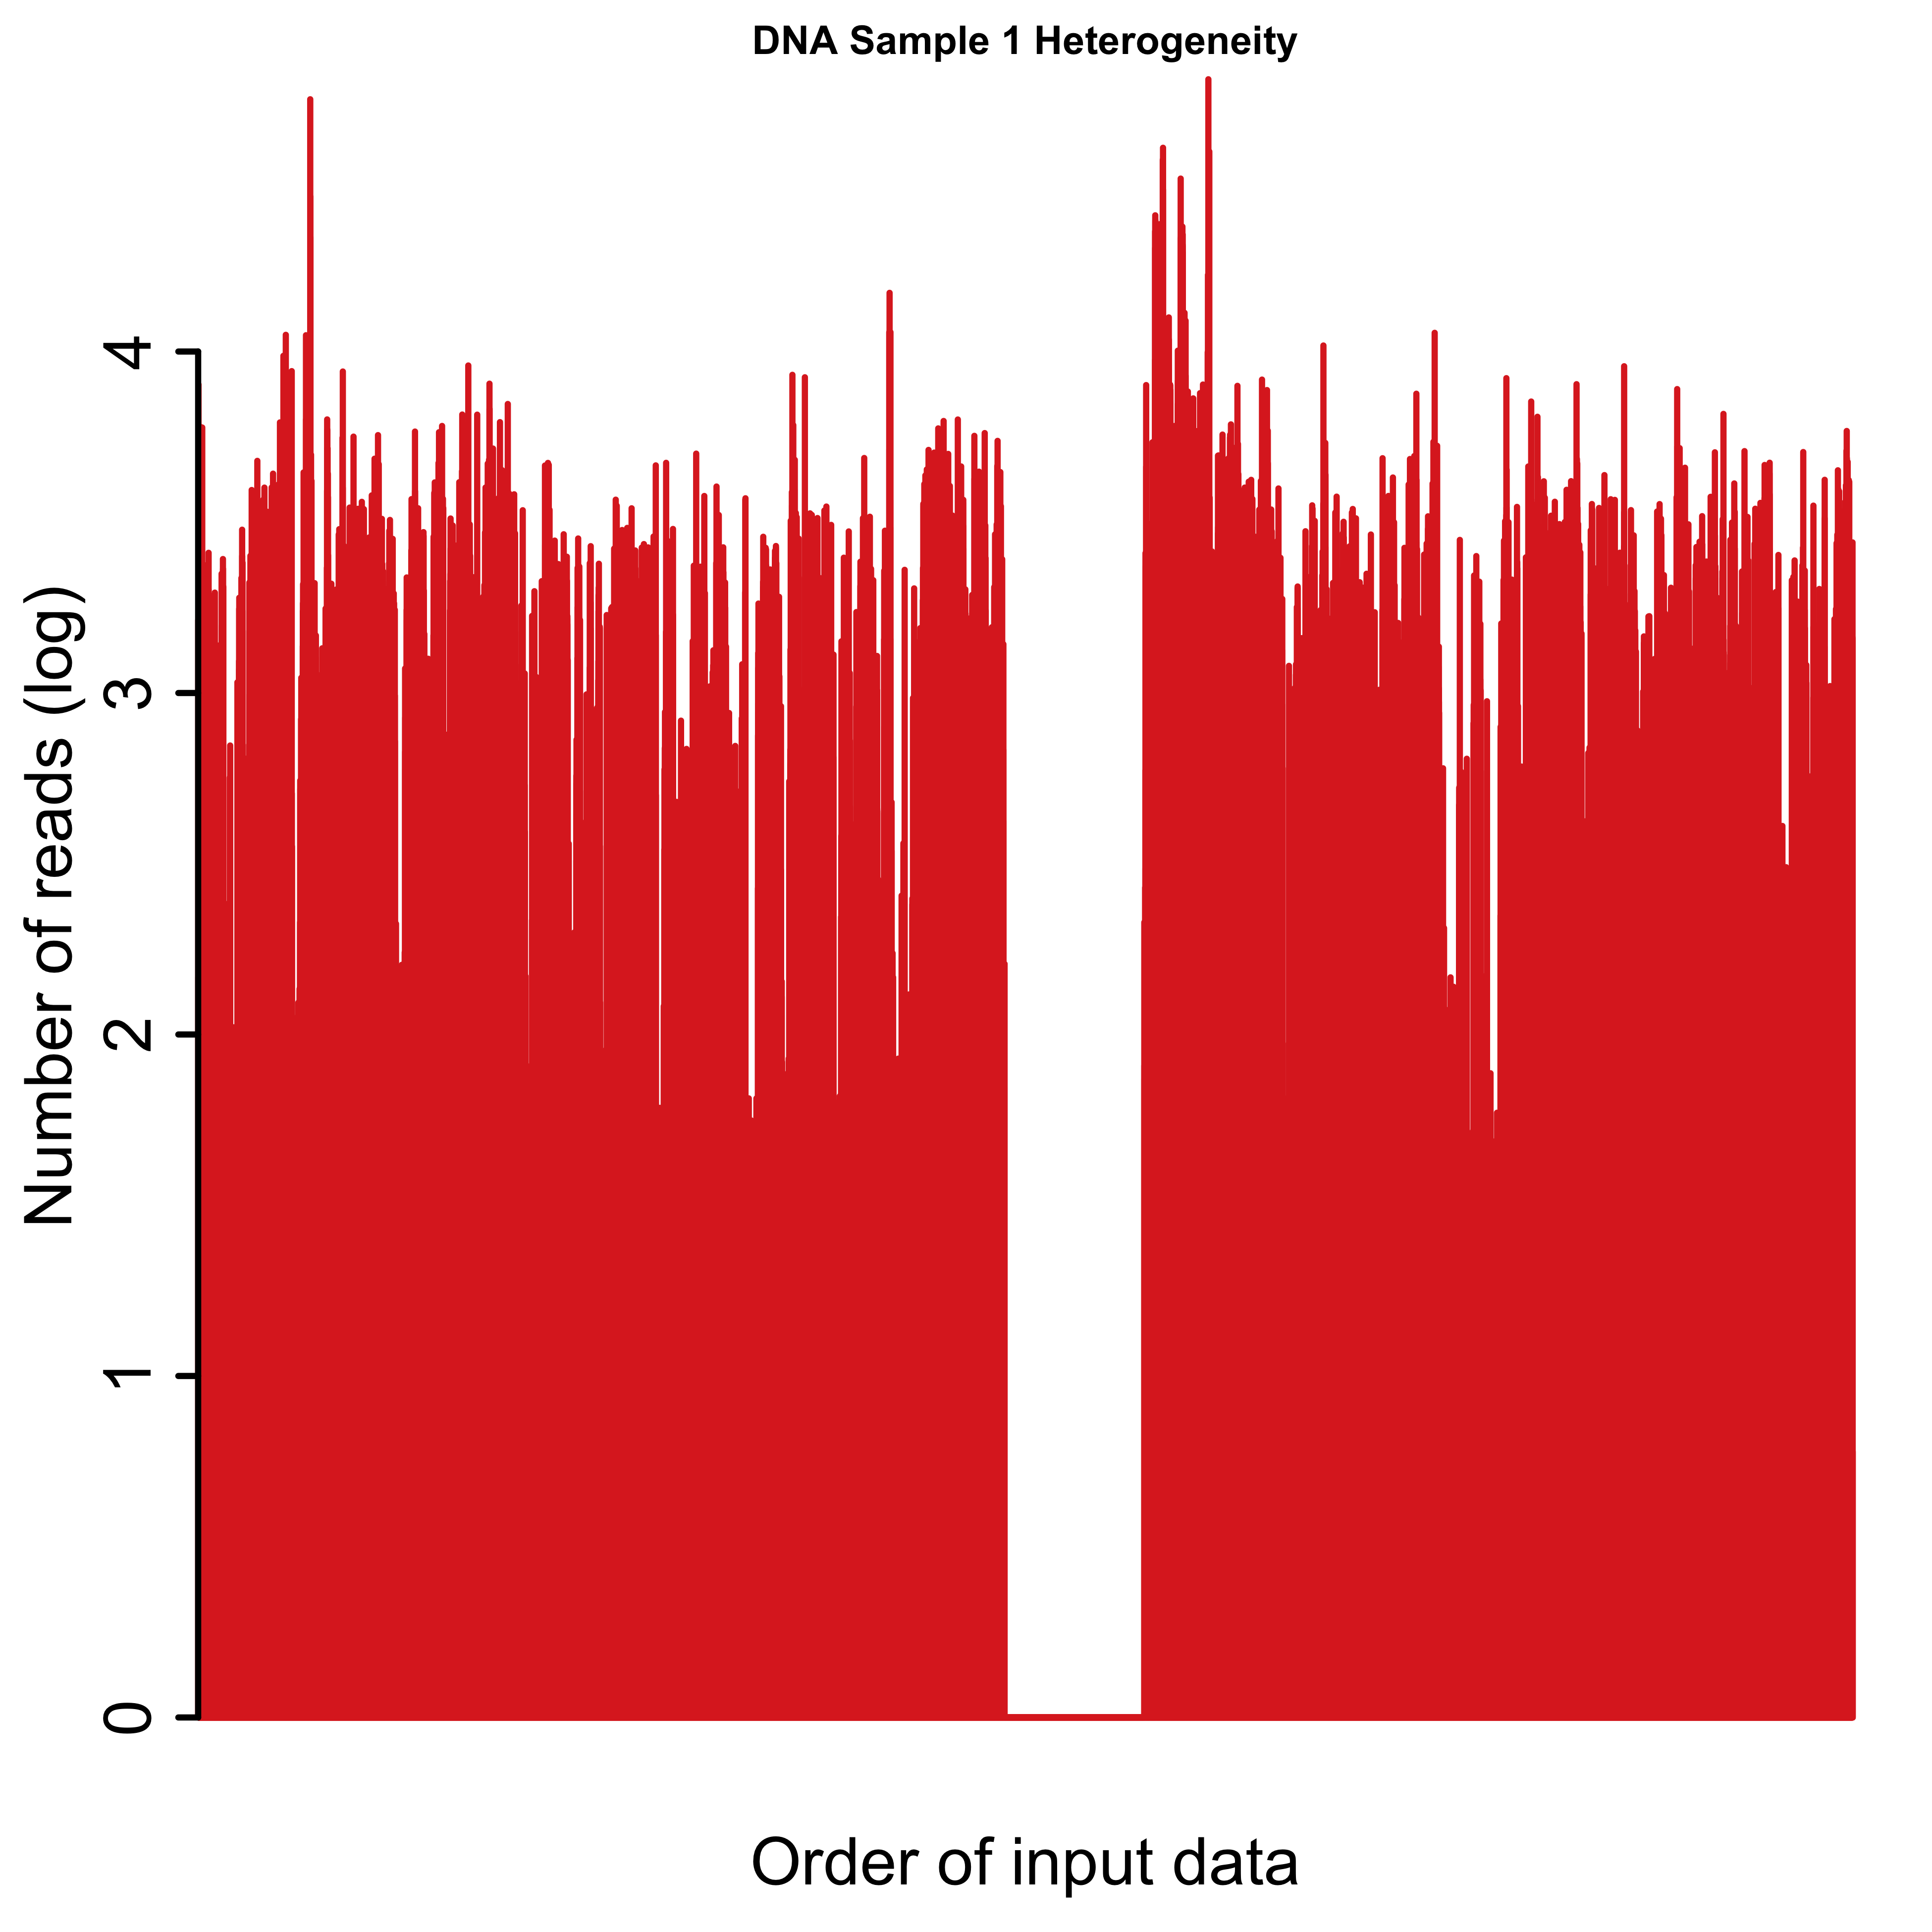 DNA Sample 1 Heterogeneity
Number of reads (log)
4
3
2
1
0
Order of input data